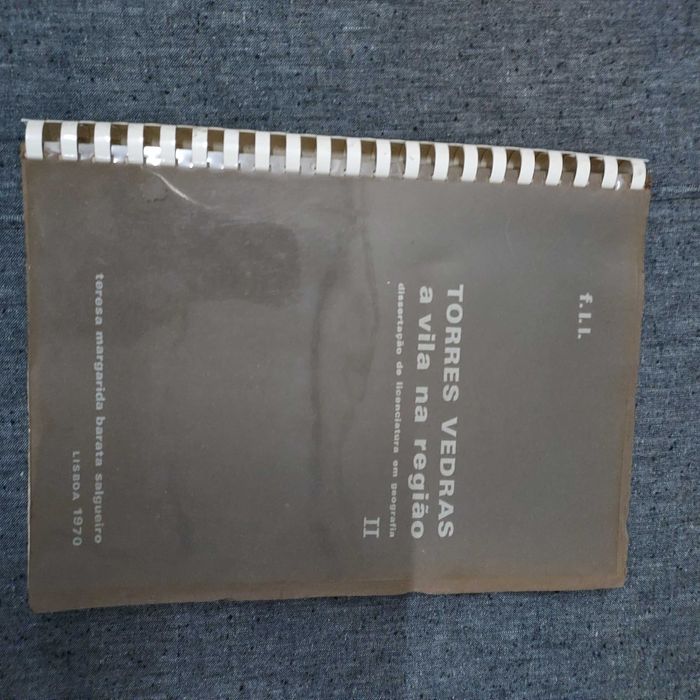 f.l.l.
TORRES VEDRAS
a vila na região
dissertação de licenciatura em geografia
II
teresa margarida barata salgueiro
LISBOA 1970